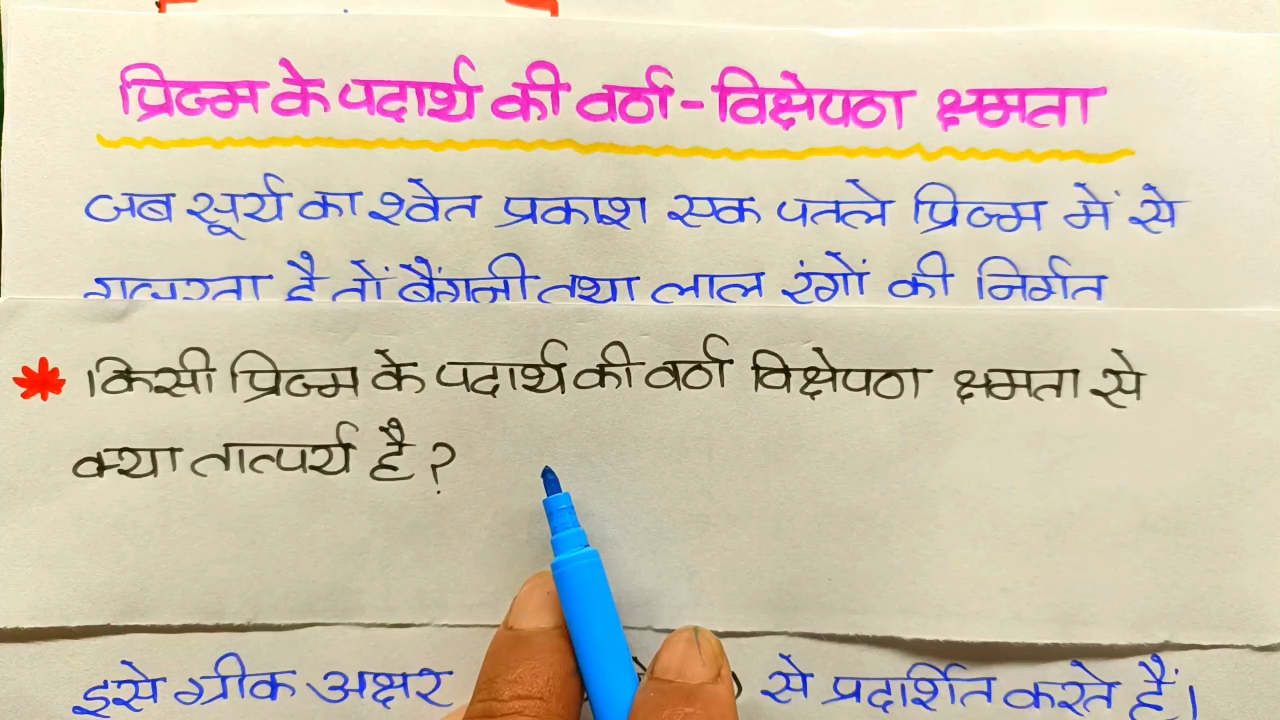 प्रिज्म के पदार्थ की वर्ण-विक्षेपण क्षमता
जब सूर्य का श्वेत प्रकाश एक पतले प्रिज्म में से
गुजरता है तों बैंगनी तथा लाल रंगों की निर्गत
* किसी प्रिज्म के पदार्थ की वर्ण विक्षेपण क्षमता से
क्या तात्पर्य है?
इसे ग्रीक अक्षर से प्रदर्शित करते हैं।